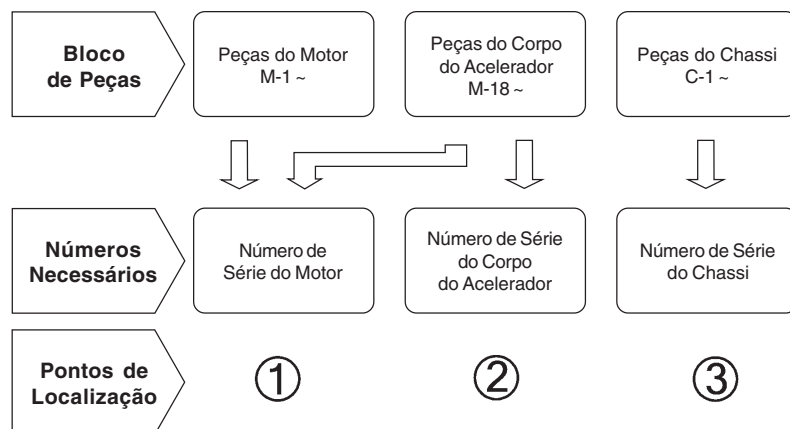 Bloco
de Peças
Peças do Motor
M-1 ~
Peças do Corpo
do Acelerador
M-18 ~
Peças do Chassi
C-1 ~
Números
Necessários
Número de
Série do Motor
Número de Série
do Corpo
do Acelerador
Número de Série
do Chassi
Pontos de
Localização
①
②
③